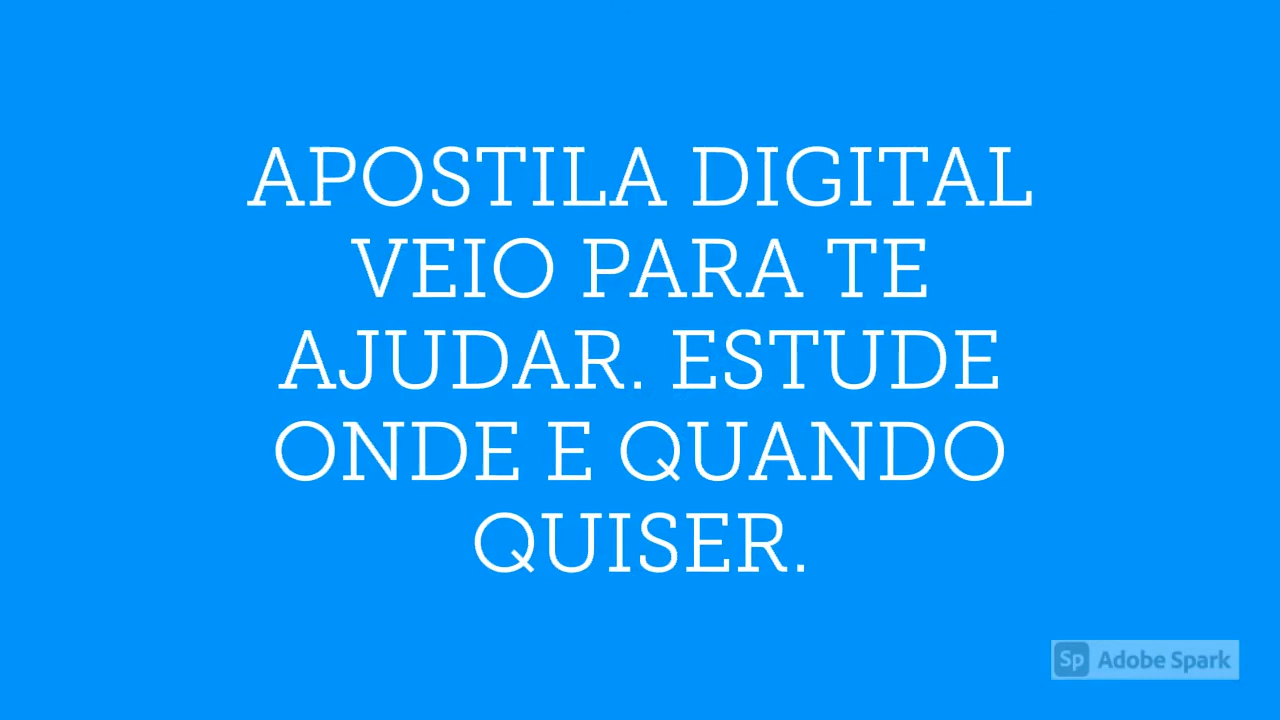 APOSTILA DIGITAL
VEIO PARA TE
AJUDAR. ESTUDE
ONDE E QUANDO
QUISER.
Sp Adobe Spark